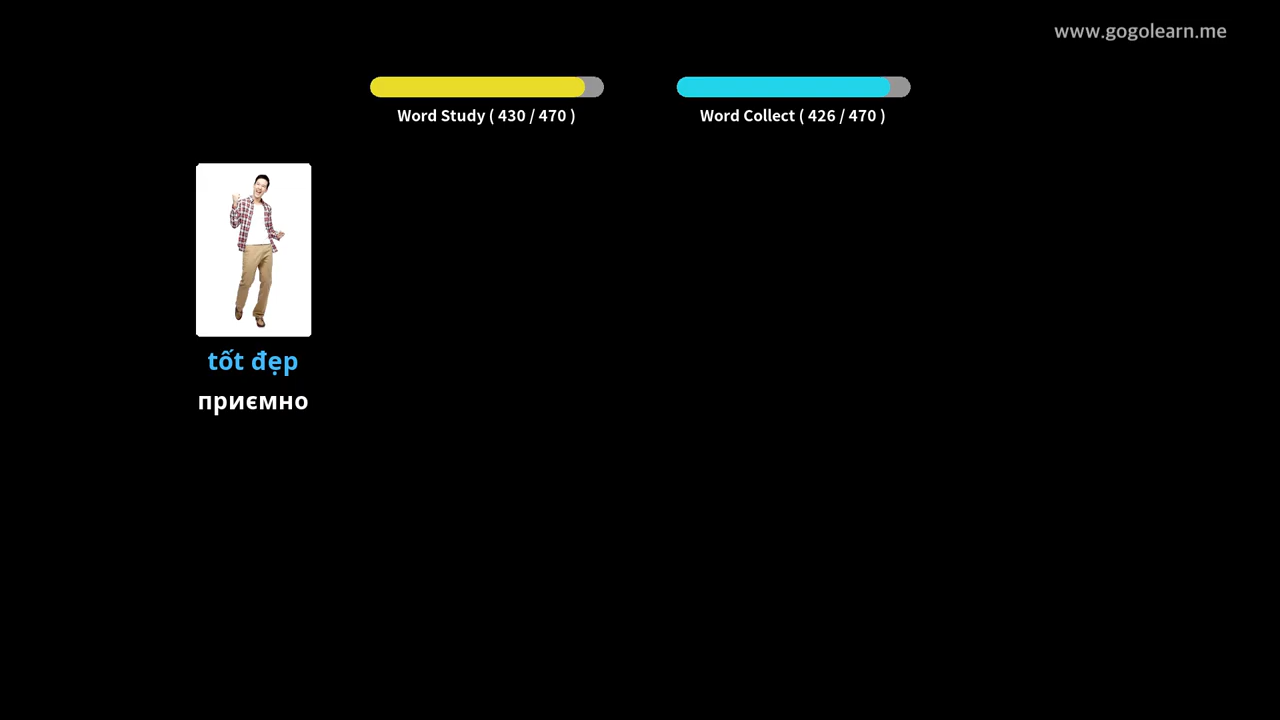 www.gogolearn.me
Word Study ( 430 / 470 )
Word Collect ( 426 / 470 )
tốt đẹp
приємно